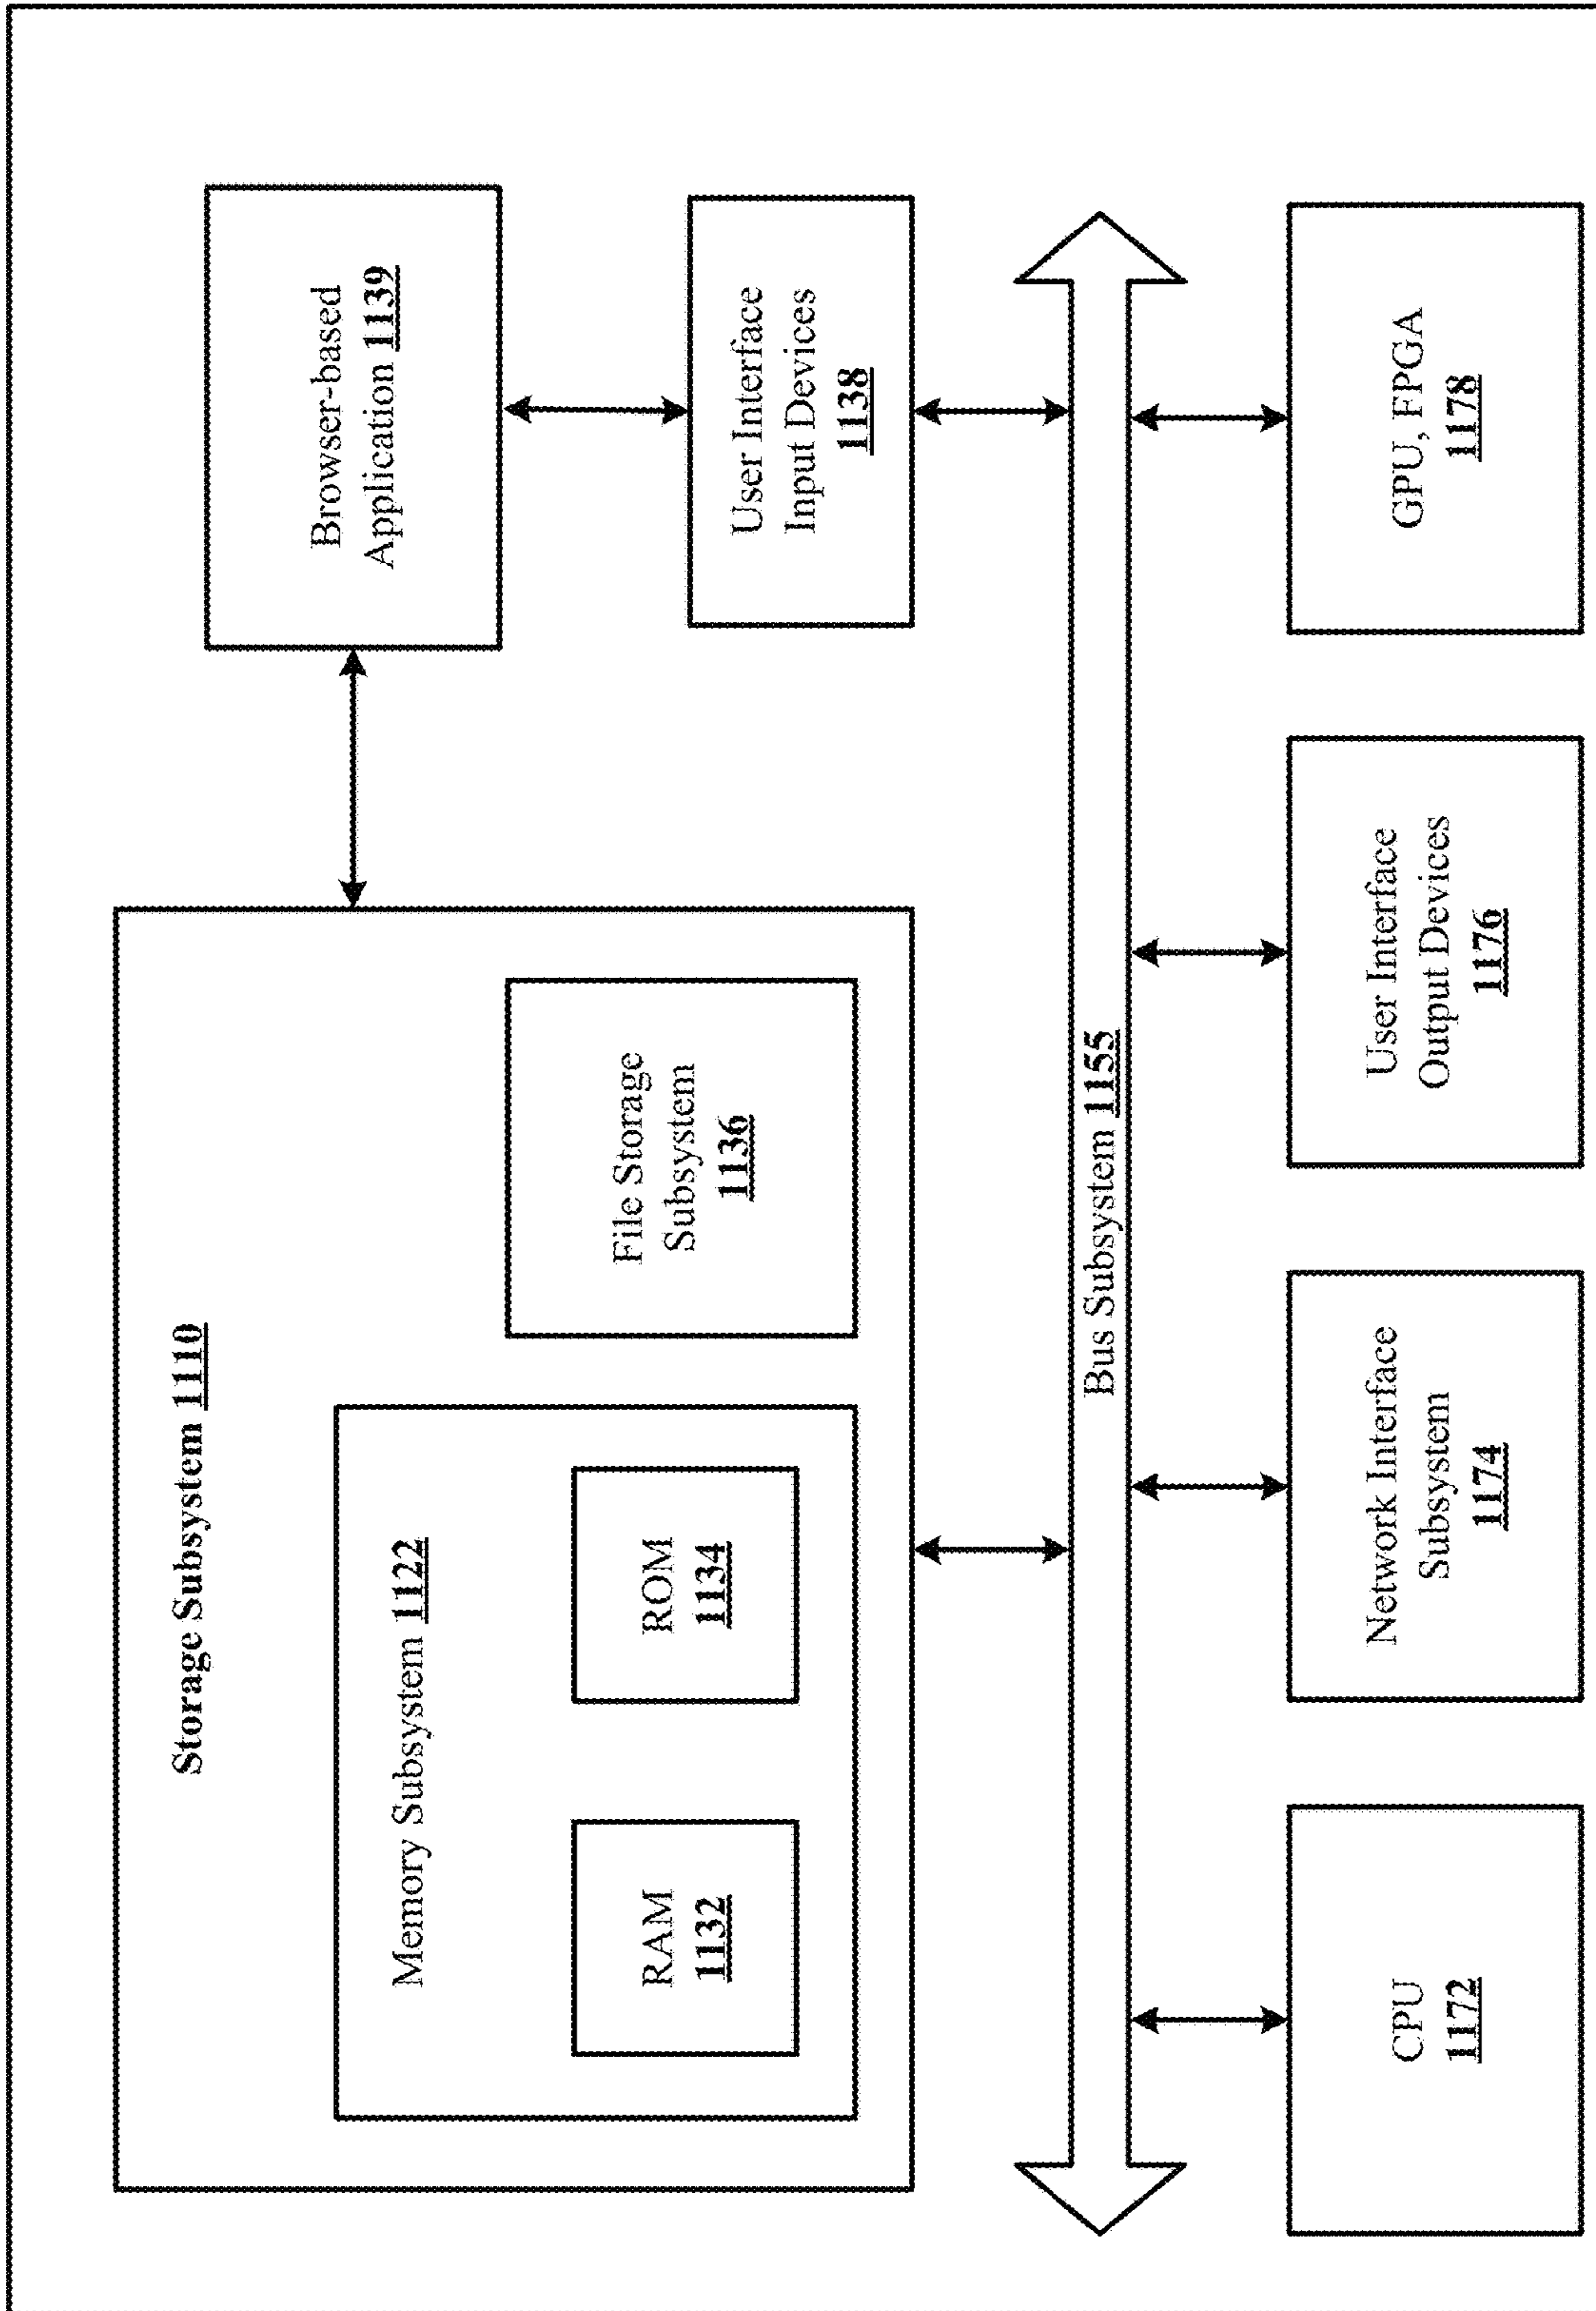 Storage Subsystem 1110
Memory Subsystem 1122
RAM
1132
ROM
1134
File Storage
Subsystem
1136
Browser-based
Application 1139
User Interface
Input Devices
1138
Bus Subsystem 1155
CPU
1172
Network Interface
Subsystem
1174
User Interface
Output Devices
1176
GPU, FPGA
1178